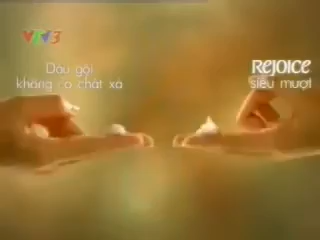 VTV3
Dầu gội
không có chất xả
REJOICE
siêu mượt